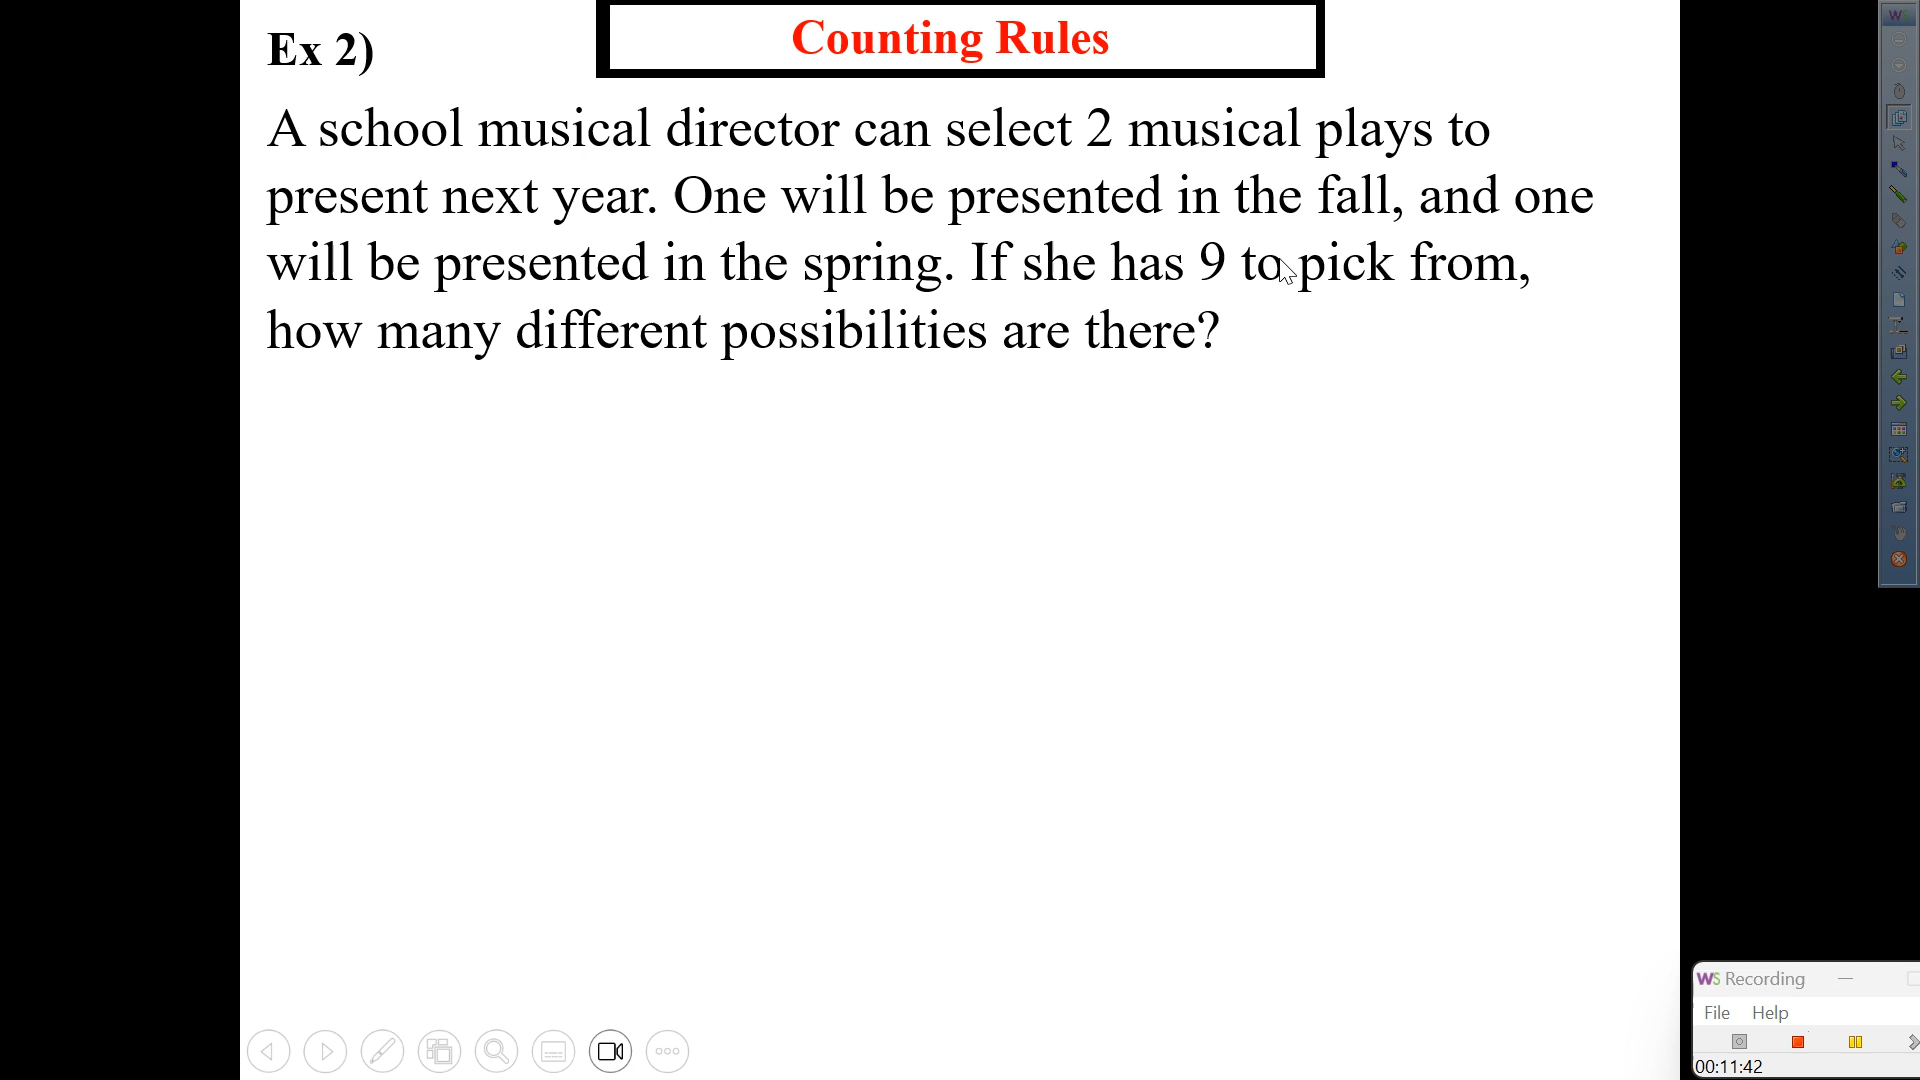 Ex 2)
Counting Rules
A school musical director can select 2 musical plays to
present next year. One will be presented in the fall, and one
will be presented in the spring. If she has 9 to pick from,
how many different possibilities are there?
WS
WS Recording
File Help
00:11:42